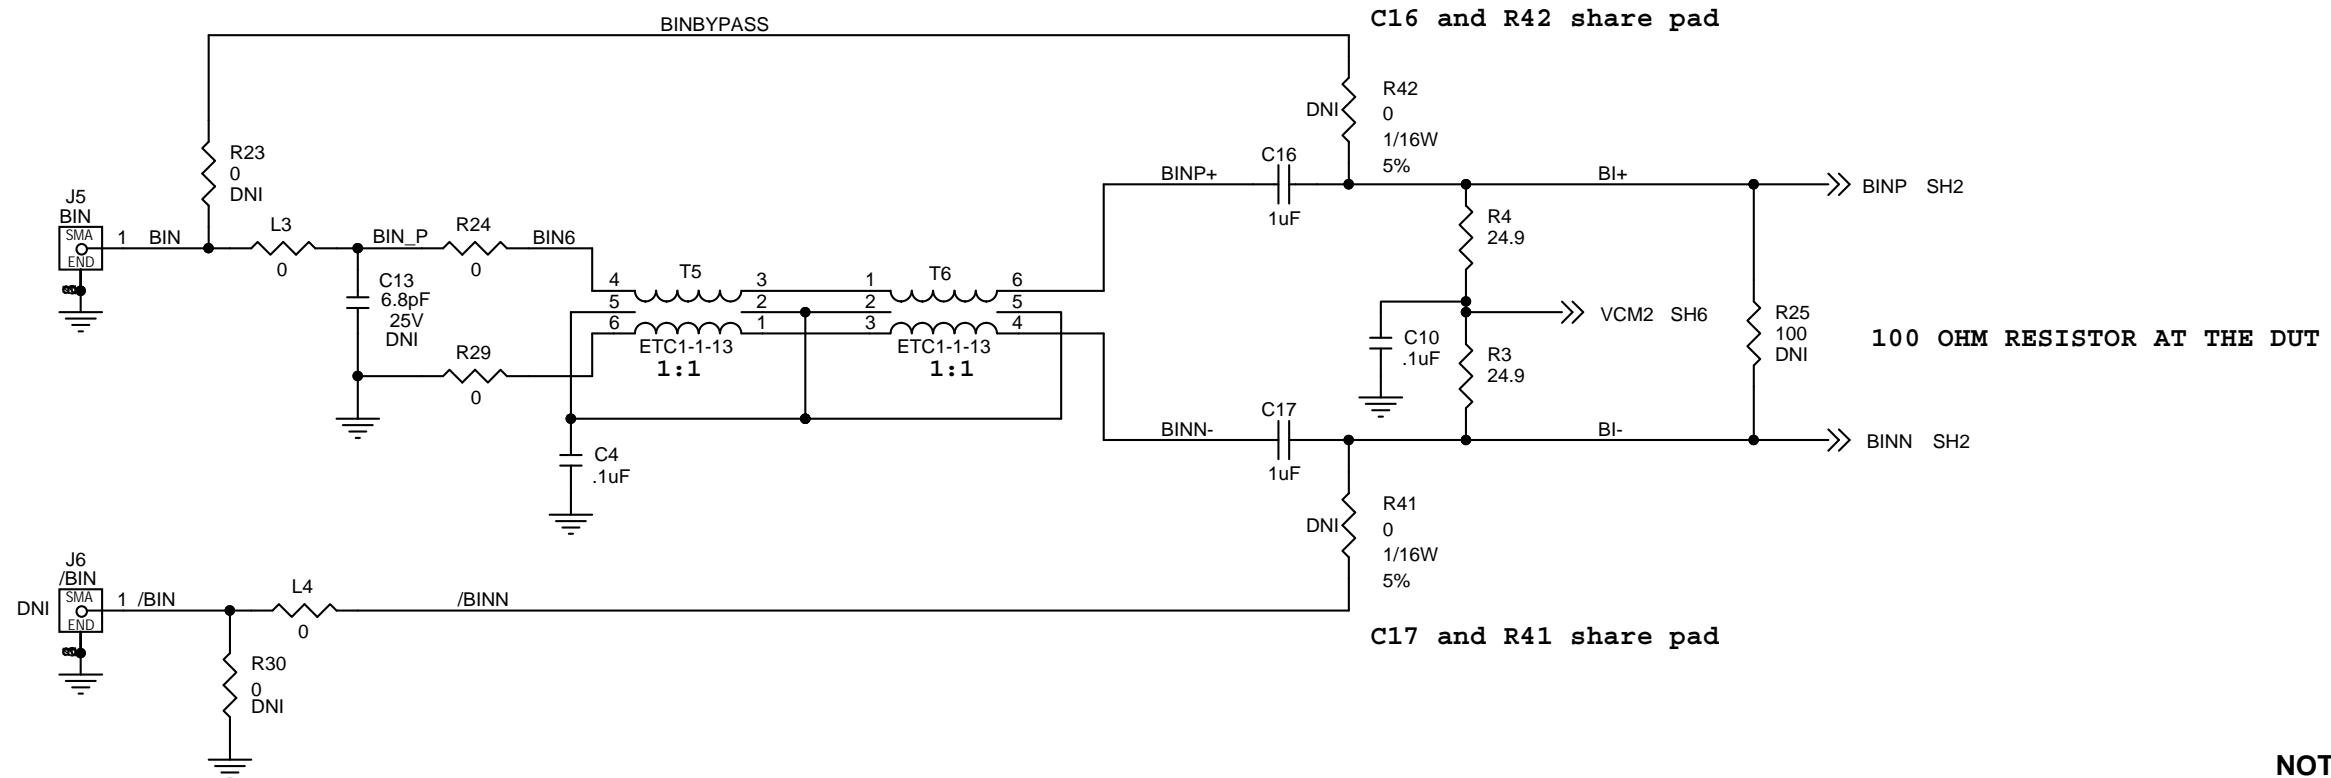 BINBYPASS
C16 and R42 share pad
R42
DNI
0
1/16W
5%
R23
0
DNI
J5
BIN
SMA
END
1
BIN
L3
0
BIN_P
R24
0
BIN6
C13
6.8pF
25V
DNI
R29
0
4
5
6
T5
3
2
1
ETC1-1-13
1:1
1
2
3
T6
6
5
4
ETC1-1-13
1:1
C4
.1uF
BINP+
C16
1uF
BI+
BINP SH2
R4
24.9
VCM2 SH6
C10
.1uF
R3
24.9
R25
100
DNI
100 OHM RESISTOR AT THE DUT
BINN-
C17
1uF
BI-
BINN SH2
R41
DNI
0
1/16W
5%
C17 and R41 share pad
J6
/BIN
DNI
SMA
END
1
/BIN
L4
0
/BINN
R30
0
DNI
NOT